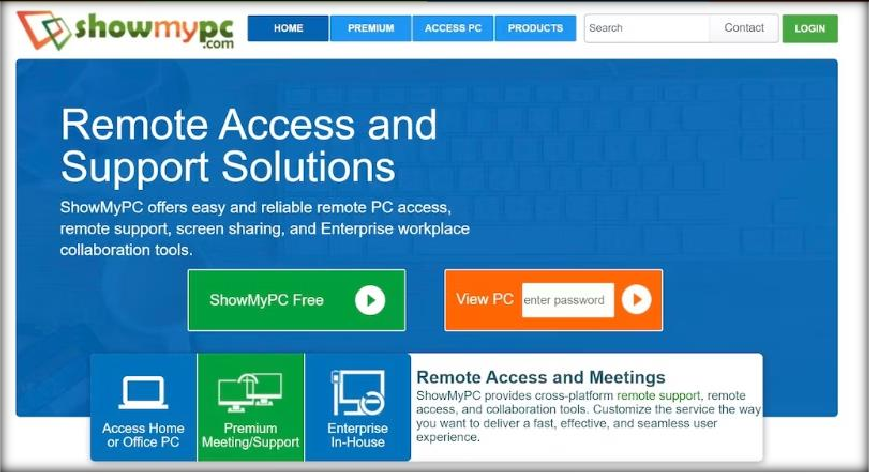 showmypc
.com
HOME
PREMIUM
ACCESS PC
PRODUCTS
Search
Contact
LOGIN
Remote Access and
Support Solutions
ShowMyPC offers easy and reliable remote PC access,
remote support, screen sharing, and Enterprise workplace
collaboration tools.
ShowMyPC Free
View PC
enter password
Access Home
or Office PC
Premium
Meeting/Support
Enterprise
In-House
Remote Access and Meetings
ShowMyPC provides cross-platform remote support, remote
access, and collaboration tools. Customize the service the way
you want to deliver a fast, effective, and seamless user
experience.